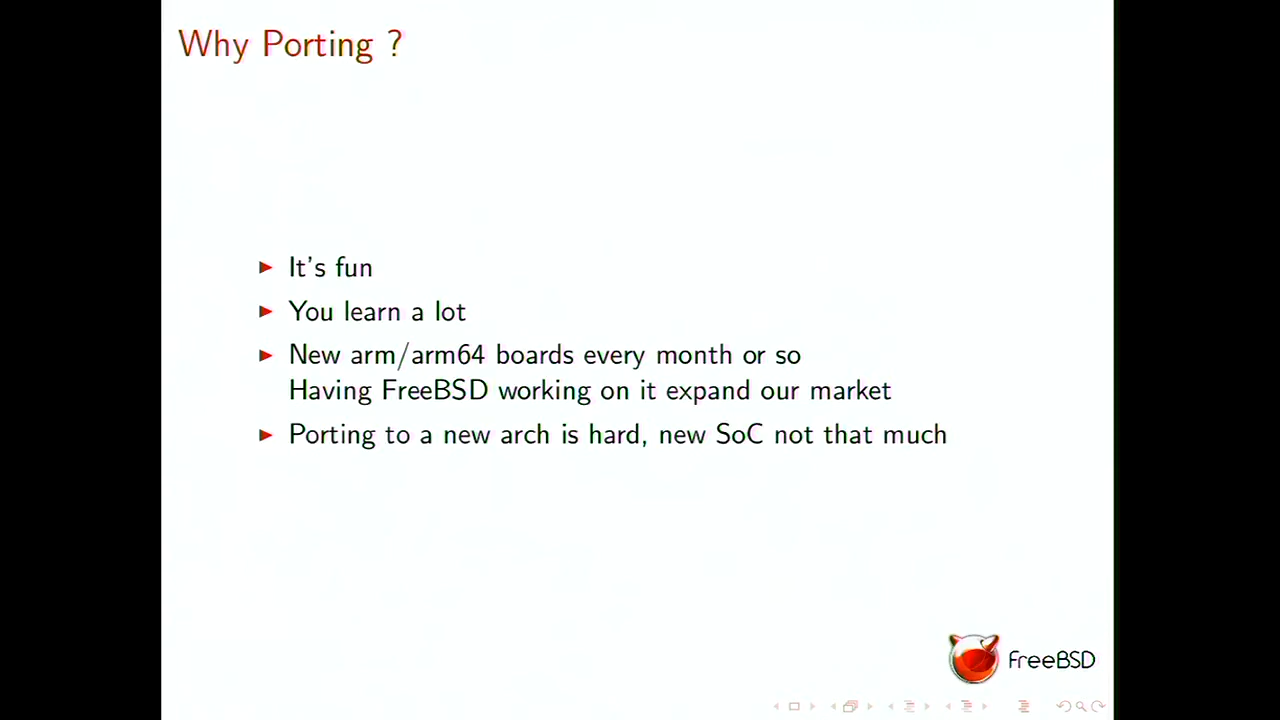 Why Porting ?
It's fun
You learn a lot
New arm/arm64 boards every month or so
Having FreeBSD working on it expand our market
Porting to a new arch is hard, new SoC not that much
FreeBSD